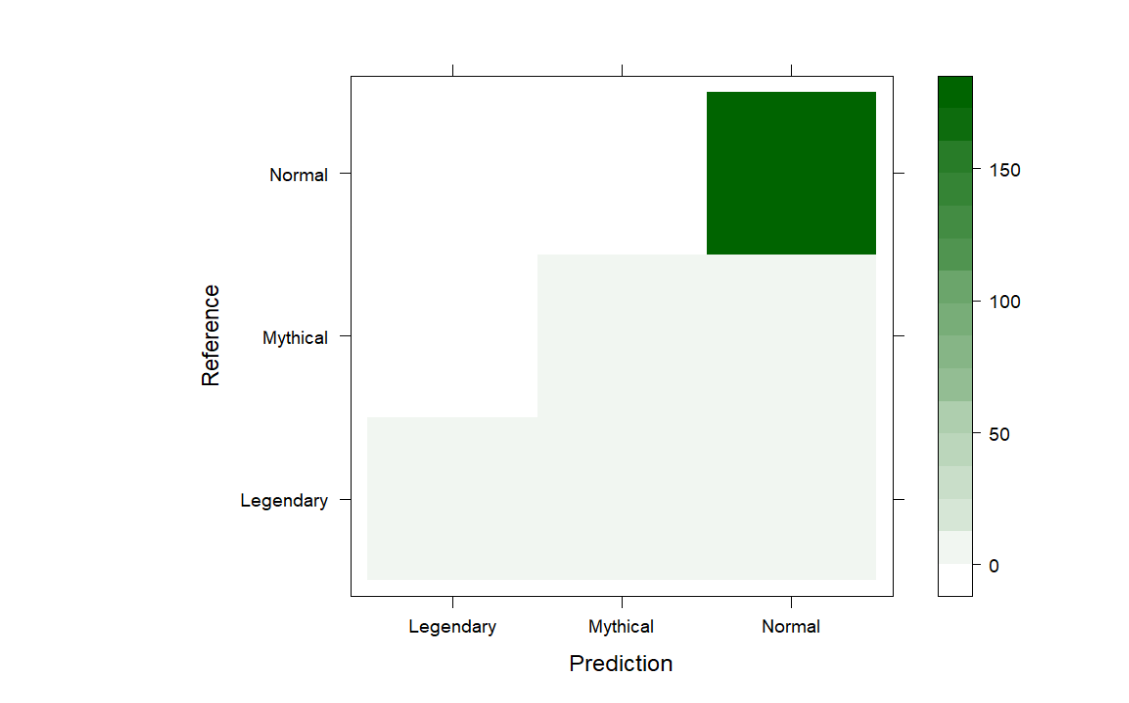 Normal
Mythical
Legendary
Reference
Legendary
Mythical
Normal
Prediction
150
100
50
0